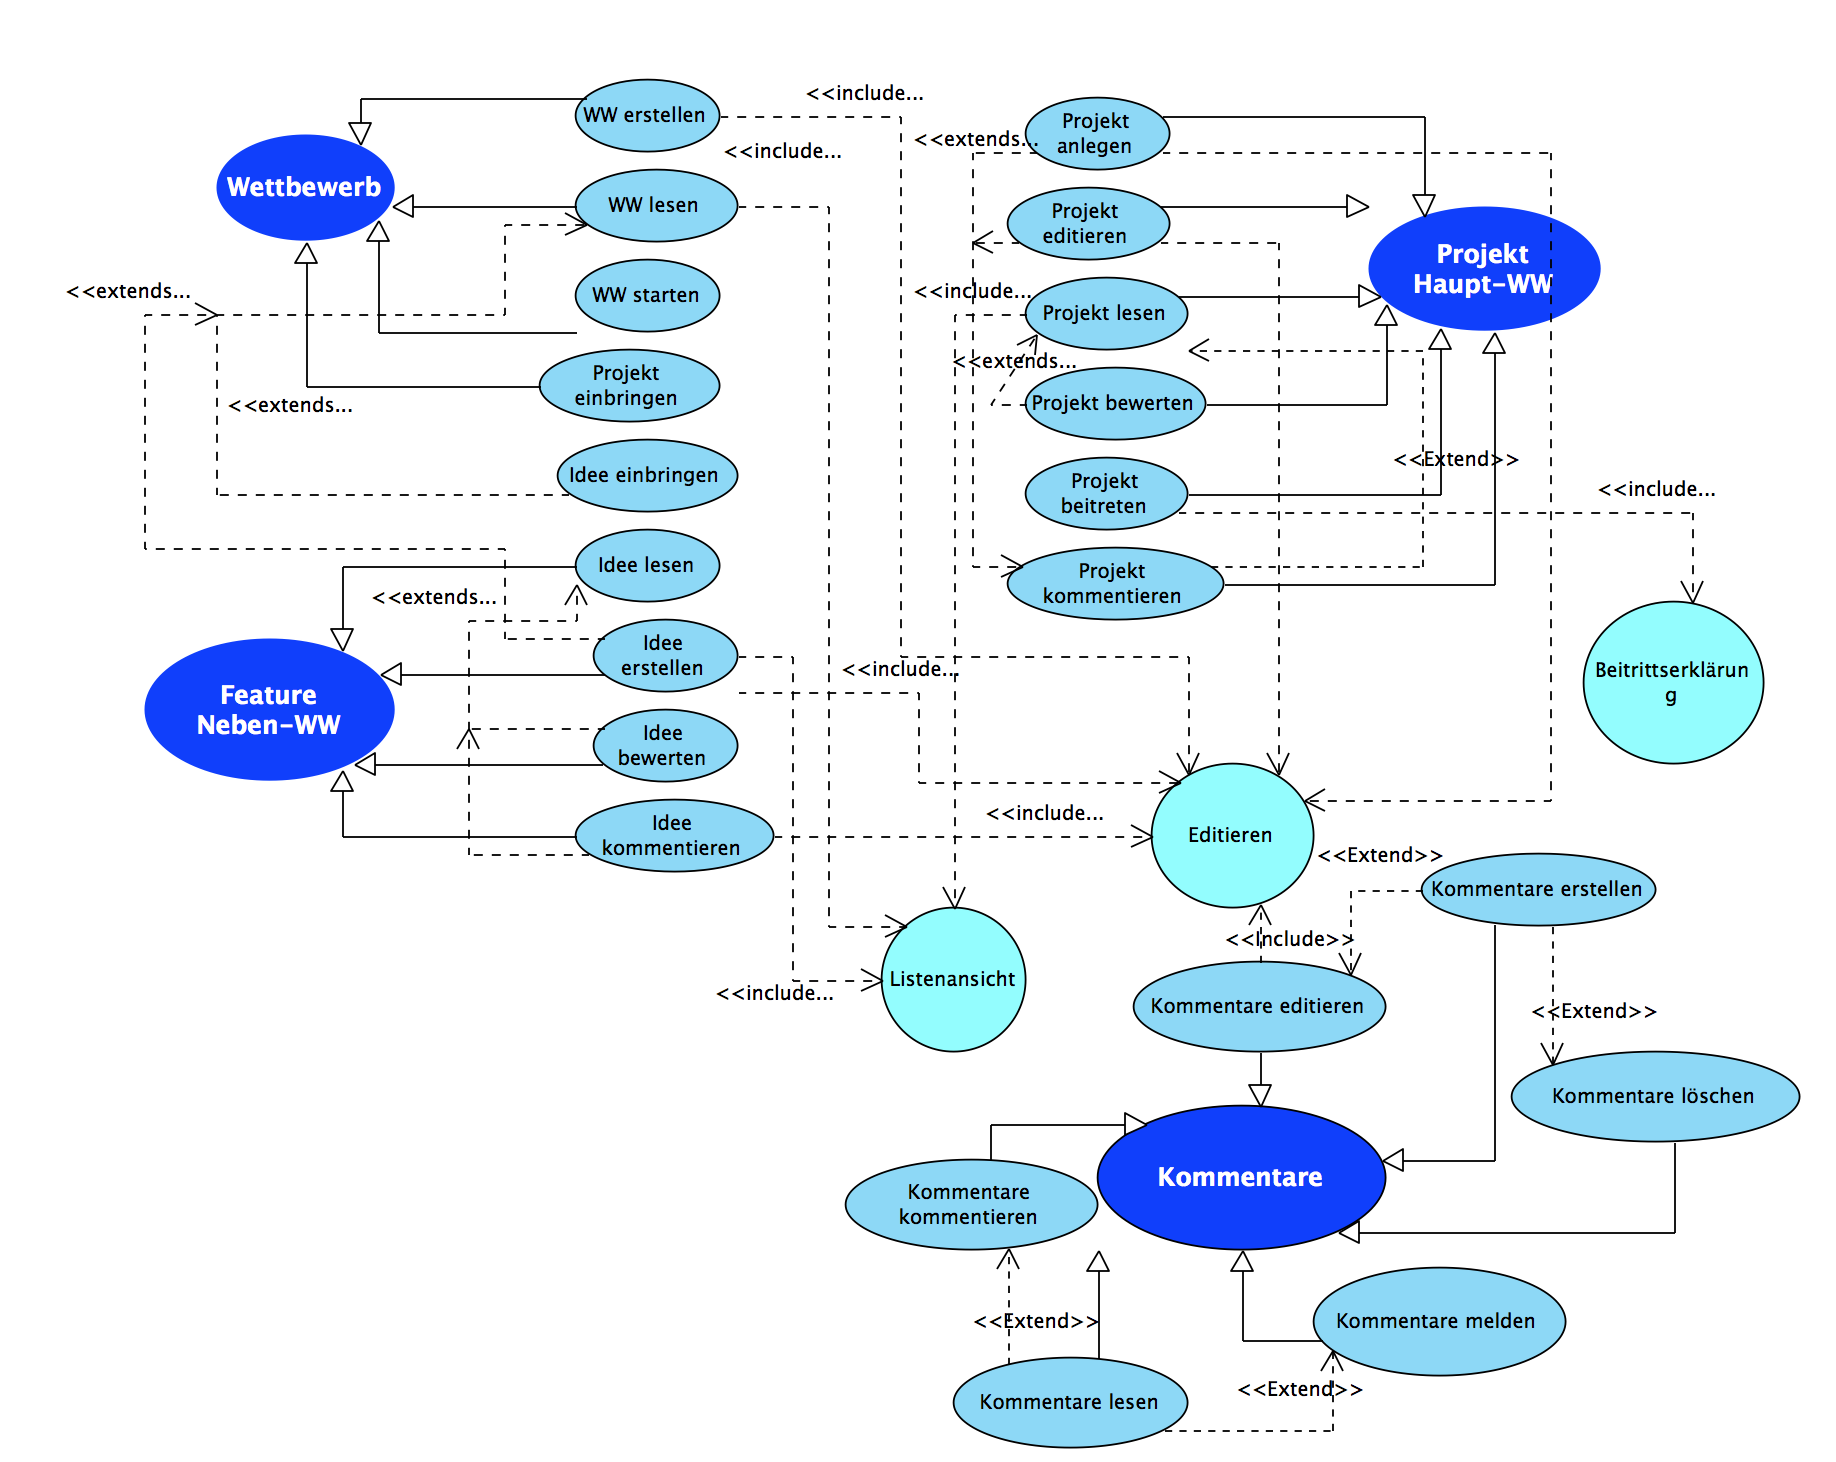 <<include...
WW erstellen
<<include...
Wettbewerb
WW lesen
<<extends...
WW starten
Projekt
einbringen
<<extends...
Idee einbringen
Idee lesen
<<extends...
Idee
erstellen
Feature
Neben-WW
Idee
bewerten
Idee
kommentieren
<<extends...
Projekt
anlegen
Projekt
editieren
Projekt
Haupt-WW
<<include...
Projekt lesen
<<extends...
Projekt bewerten
<<Extend>>
Projekt
beitreten
<<include...
Projekt
kommentieren
<<include...
Beitrittserklärun
g
<<include...
Editieren
<<Extend>>
Kommentare erstellen
<<Include>>
Listenansicht
<<include...
Kommentare editieren
<<Extend>>
Kommentare löschen
Kommentare
Kommentare
kommentieren
<<Extend>>
Kommentare melden
<<Extend>>
Kommentare lesen